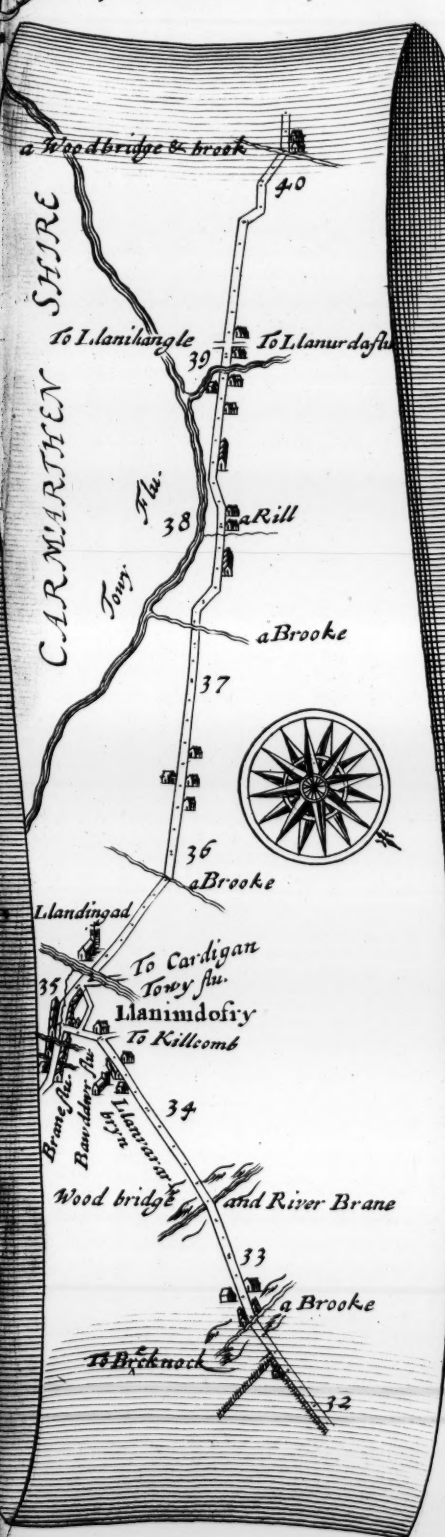 a Woodbridge & brook
40
CARMARTHEN SHIRE
To Llanihangle
39
To Llanurdaflu
Towy. Flu.
38
a Rill
a Brooke
37
36
a Brooke
Llandingad
To Cardigan
Towy flu.
35
Llanimdofry
To Killcomb
Brane flu.
Bawddwr flu
34
Wood bridge and River Brane
33
a Brooke
To Brecknock
32